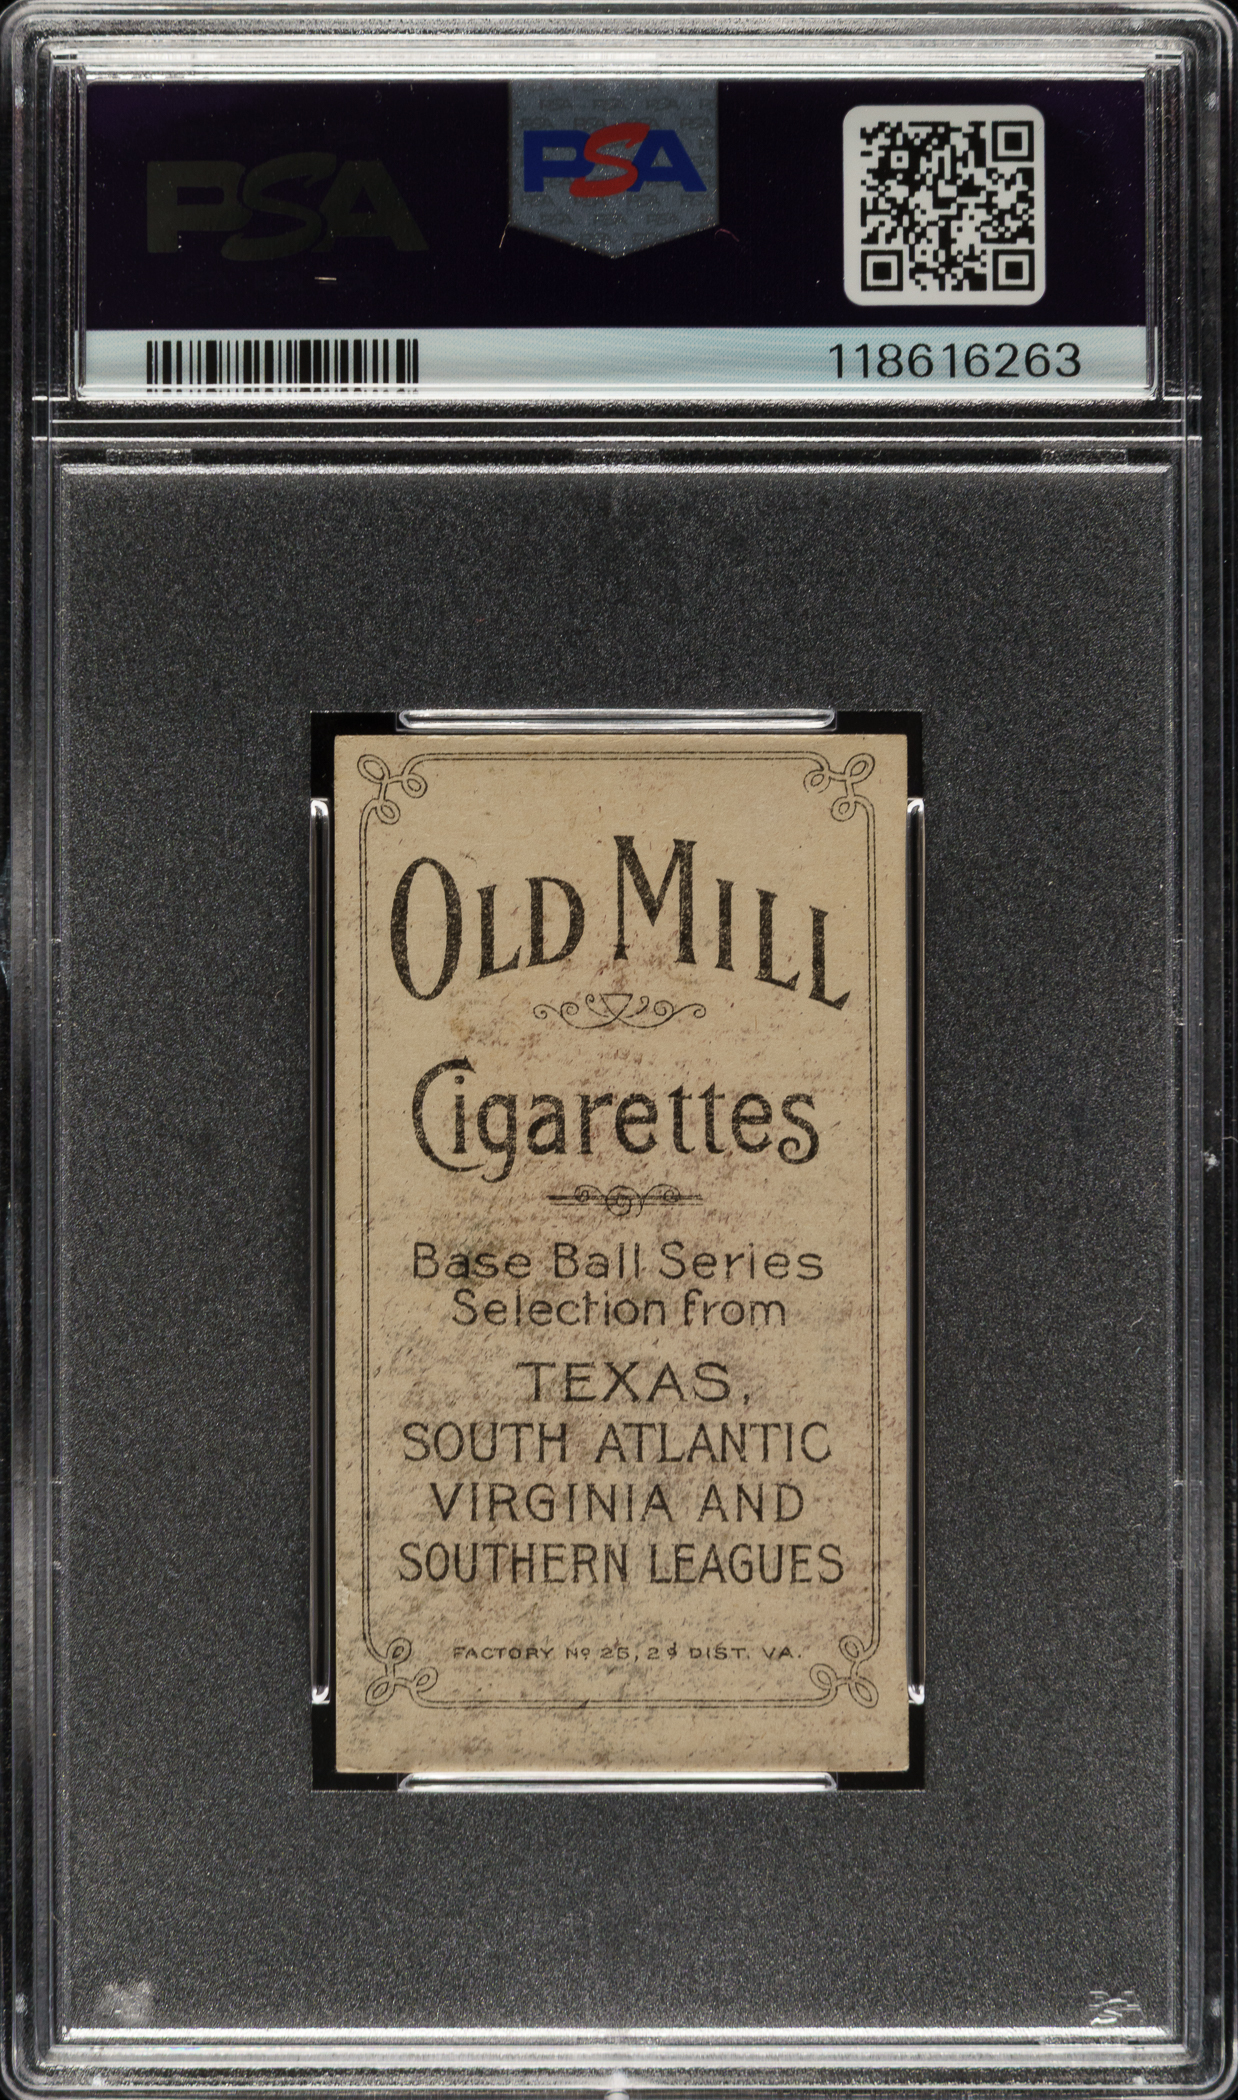 PSA
PSA
118616263
OLD MILL
Cigarettes
Base Ball Series
Selection from
TEXAS,
SOUTH ATLANTIC
VIRGINIA AND
SOUTHERN LEAGUES
FACTORY Nº 25, 2d DIST. VA.